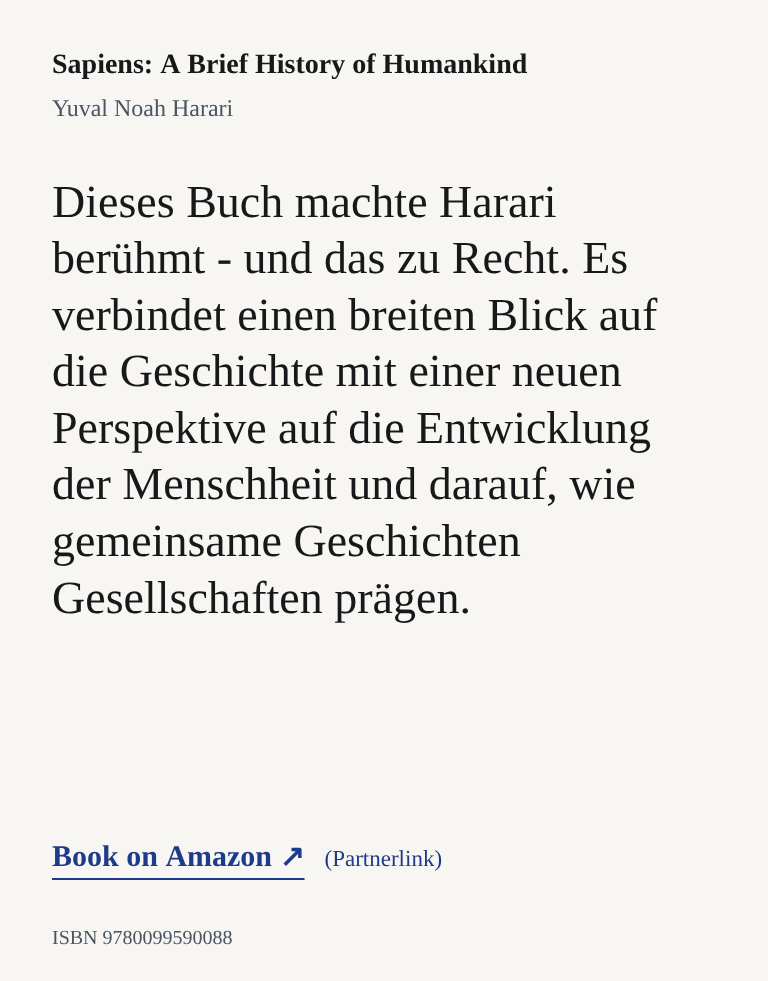 Sapiens: A Brief History of Humankind
Yuval Noah Harari
Dieses Buch machte Harari
berühmt - und das zu Recht. Es
verbindet einen breiten Blick auf
die Geschichte mit einer neuen
Perspektive auf die Entwicklung
der Menschheit und darauf, wie
gemeinsame Geschichten
Gesellschaften prägen.
Book on Amazon ↗ (Partnerlink)
ISBN 9780099590088